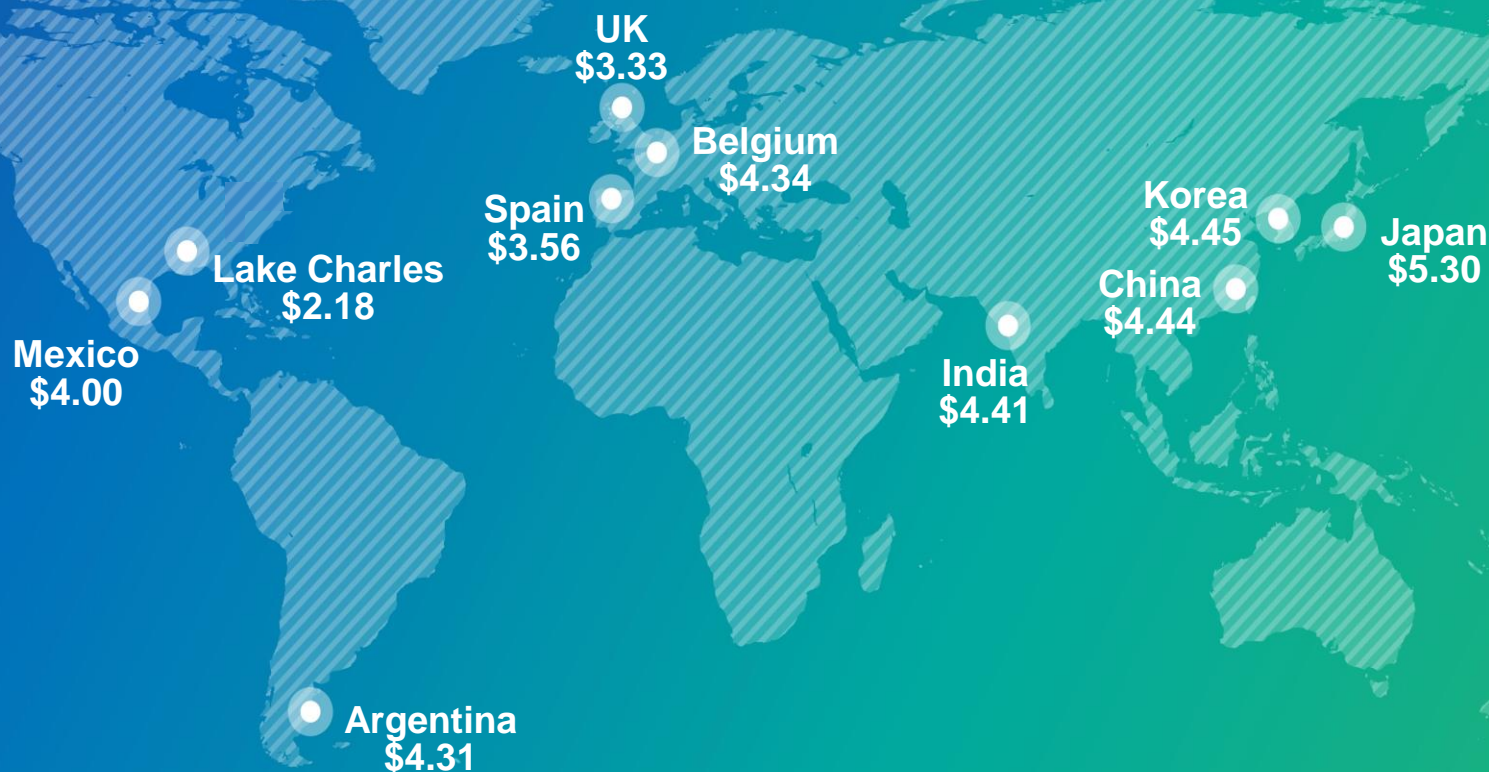 UK
$3.33
Belgium
$4.34
Spain
$3.56
Korea
$4.45
Japan
$5.30
Lake Charles
$2.18
China
$4.44
Mexico
$4.00
India
$4.41
Argentina
$4.31